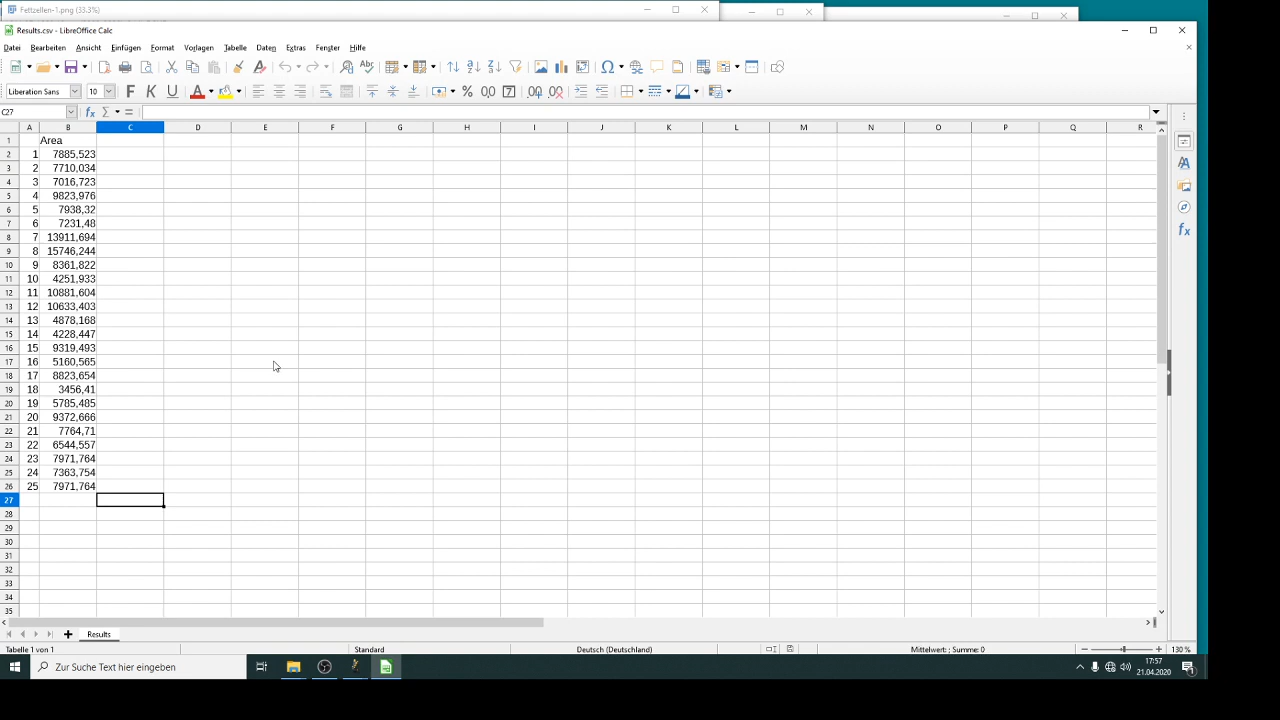 Fettzellen-1.png (33.3%)
Results.csv - LibreOffice Calc
Datei Bearbeiten Ansicht Einfügen Format Vorlagen Tabelle Daten Extras Fenster Hilfe
Liberation Sans 10 F K U
C27
A B C D E F G H I J K L M N O P Q R
1 Area
2 1 7885,523
3 2 7710,034
4 3 7016,723
5 4 9823,976
6 5 7938,32
7 6 7231,48
8 7 13911,694
9 8 15746,244
10 9 8361,822
11 10 4251,933
12 11 10881,604
13 12 10633,403
14 13 4878,168
15 14 4228,447
16 15 9319,493
17 16 5160,565
18 17 8823,654
19 18 3456,41
20 19 5785,485
21 20 9372,666
22 21 7764,71
23 22 6544,557
24 23 7971,764
25 24 7363,754
26 25 7971,764
27
28
29
30
31
32
33
34
35
Results
Tabelle 1 von 1 Standard Deutsch (Deutschland) Mittelwert: ; Summe: 0 130 %
Zur Suche Text hier eingeben
17:57
21.04.2020